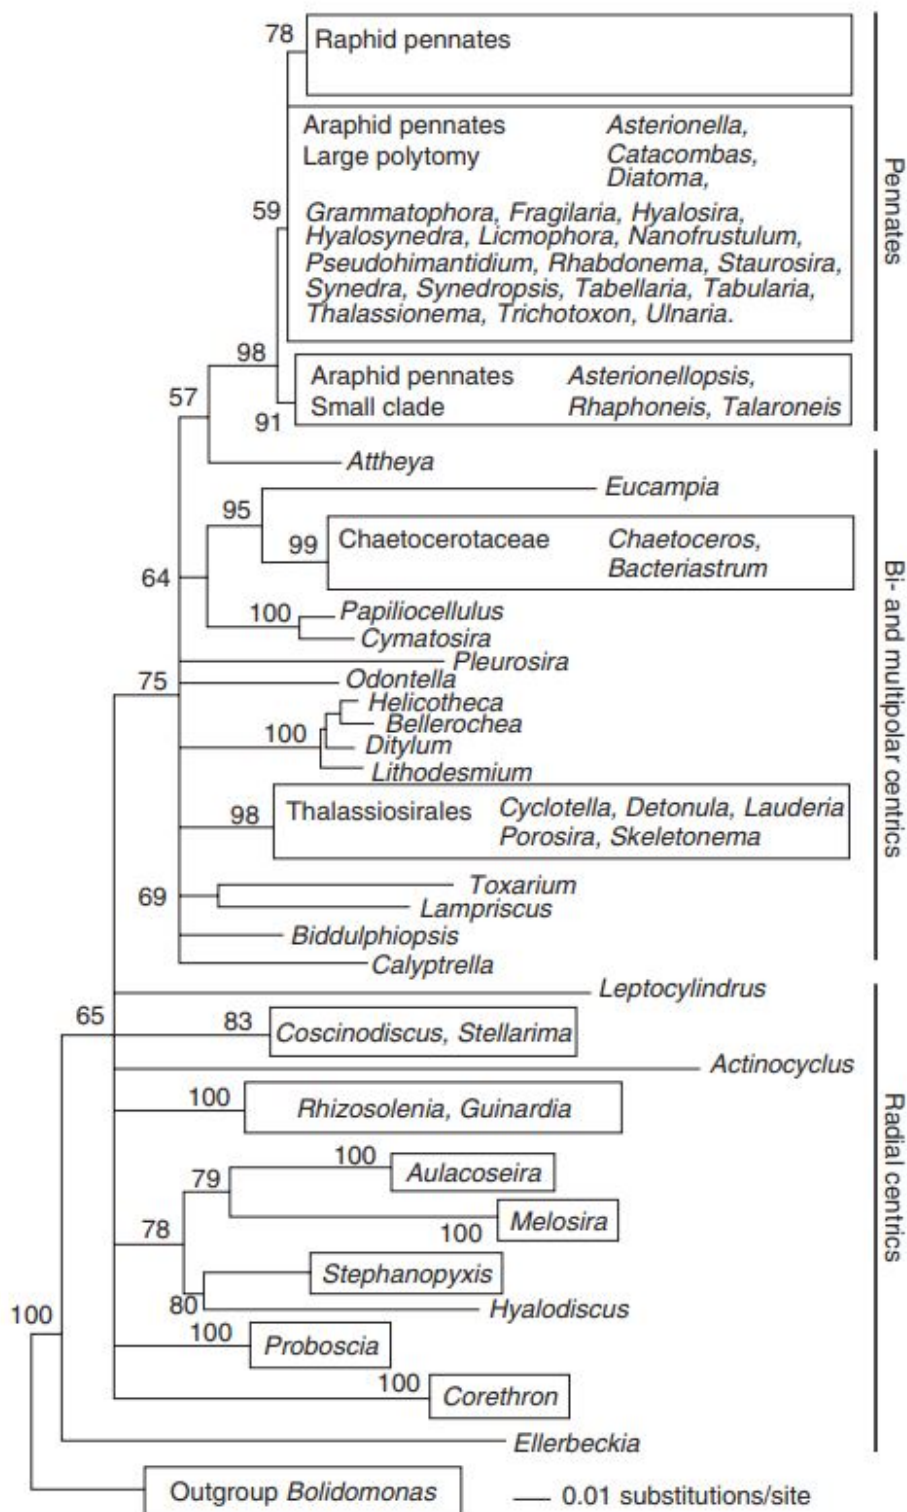 78
Raphid pennates
Araphid pennates Asterionella,
Large polytomy Catacombas,
Diatoma,
59
Grammatophora, Fragilaria, Hyalosira,
Hyalosynedra, Licmophora, Nanofrustulum,
Pseudohimantidium, Rhabdonema, Staurosira,
Synedra, Synedropsis, Tabellaria, Tabularia,
Thalassionema, Trichotoxon, Ulnaria.
Pennates
98
Araphid pennates Asterionellopsis,
57
91 Small clade Rhaphoneis, Talaroneis
Attheya
95 Eucampia
99 Chaetocerotaceae Chaetoceros,
Bacteriastrum
64
100 Papiliocellulus
Cymatosira
Pleurosira
75 Odontella
Helicotheca
Bellerochea
100 Ditylum
Lithodesmium
98 Thalassiosirales Cyclotella, Detonula, Lauderia
Porosira, Skeletonema
Toxarium
69
Lampriscus
Biddulphiopsis
Calyptrella
Bi- and multipolar centrics
Leptocylindrus
65 83 Coscinodiscus, Stellarima
Actinocyclus
100 Rhizosolenia, Guinardia
100 Aulacoseira
79
100 Melosira
78
Stephanopyxis
80 Hyalodiscus
100 100 Proboscia
100 Corethron
Ellerbeckia
Radial centrics
Outgroup Bolidomonas
0.01 substitutions/site